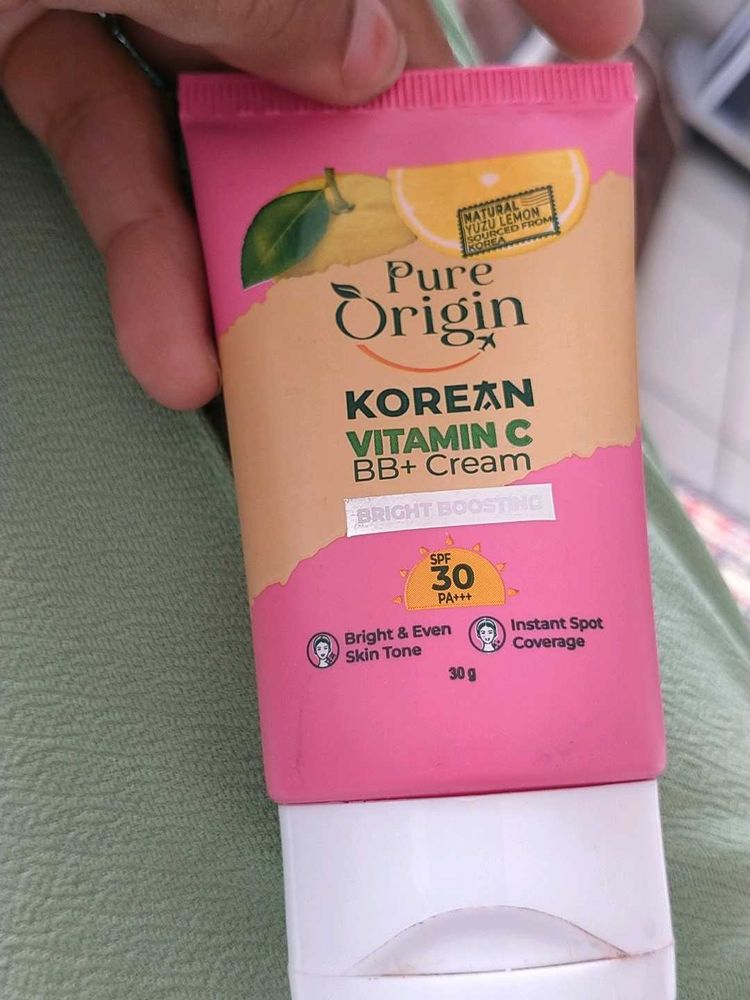 NATURAL
YUZU LEMON
SOURCED FROM
KOREA
Pure
Origin
KOREAN
VITAMIN C
BB+ Cream
BRIGHT BOOSTING
SPF
30
PA+++
Bright & Even
Skin Tone
Instant Spot
Coverage
30 g